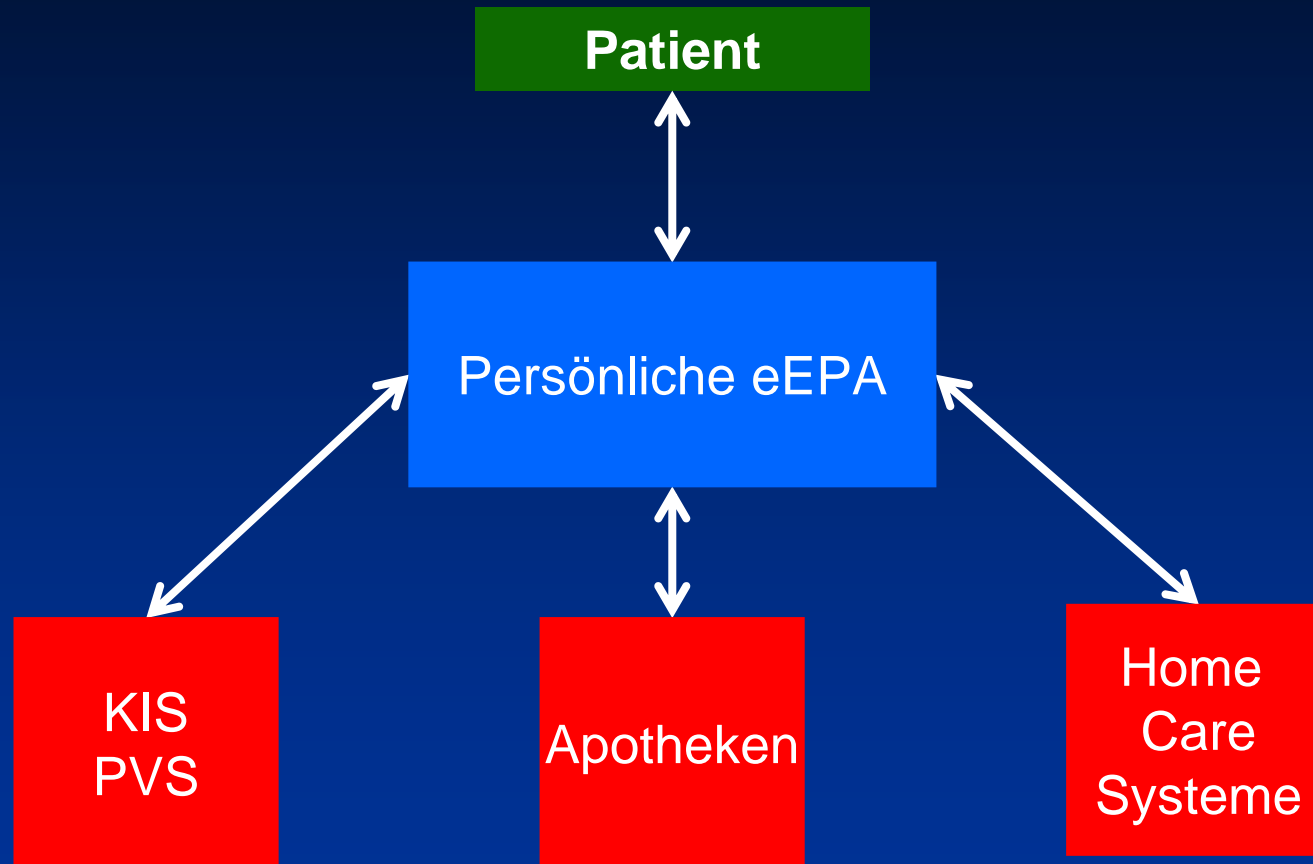 Patient
Persönliche eEPA
KIS
PVS
Apotheken
Home
Care
Systeme